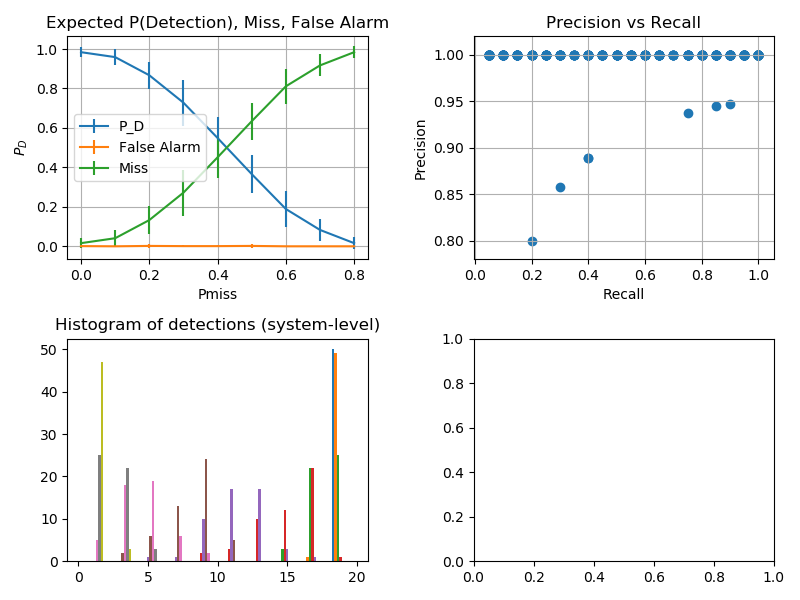 Expected P(Detection), Miss, False Alarm
1.0
0.8
0.6
0.4
0.2
0.0
P_D
P_D
False Alarm
Miss
0.0 0.2 0.4 0.6 0.8
Pmiss
Precision vs Recall
1.00
0.95
0.90
0.85
0.80
Precision
0.0 0.2 0.4 0.6 0.8 1.0
Recall
Histogram of detections (system-level)
50
40
30
20
10
0
0 5 10 15 20
1.0
0.8
0.6
0.4
0.2
0.0
0.0 0.2 0.4 0.6 0.8 1.0